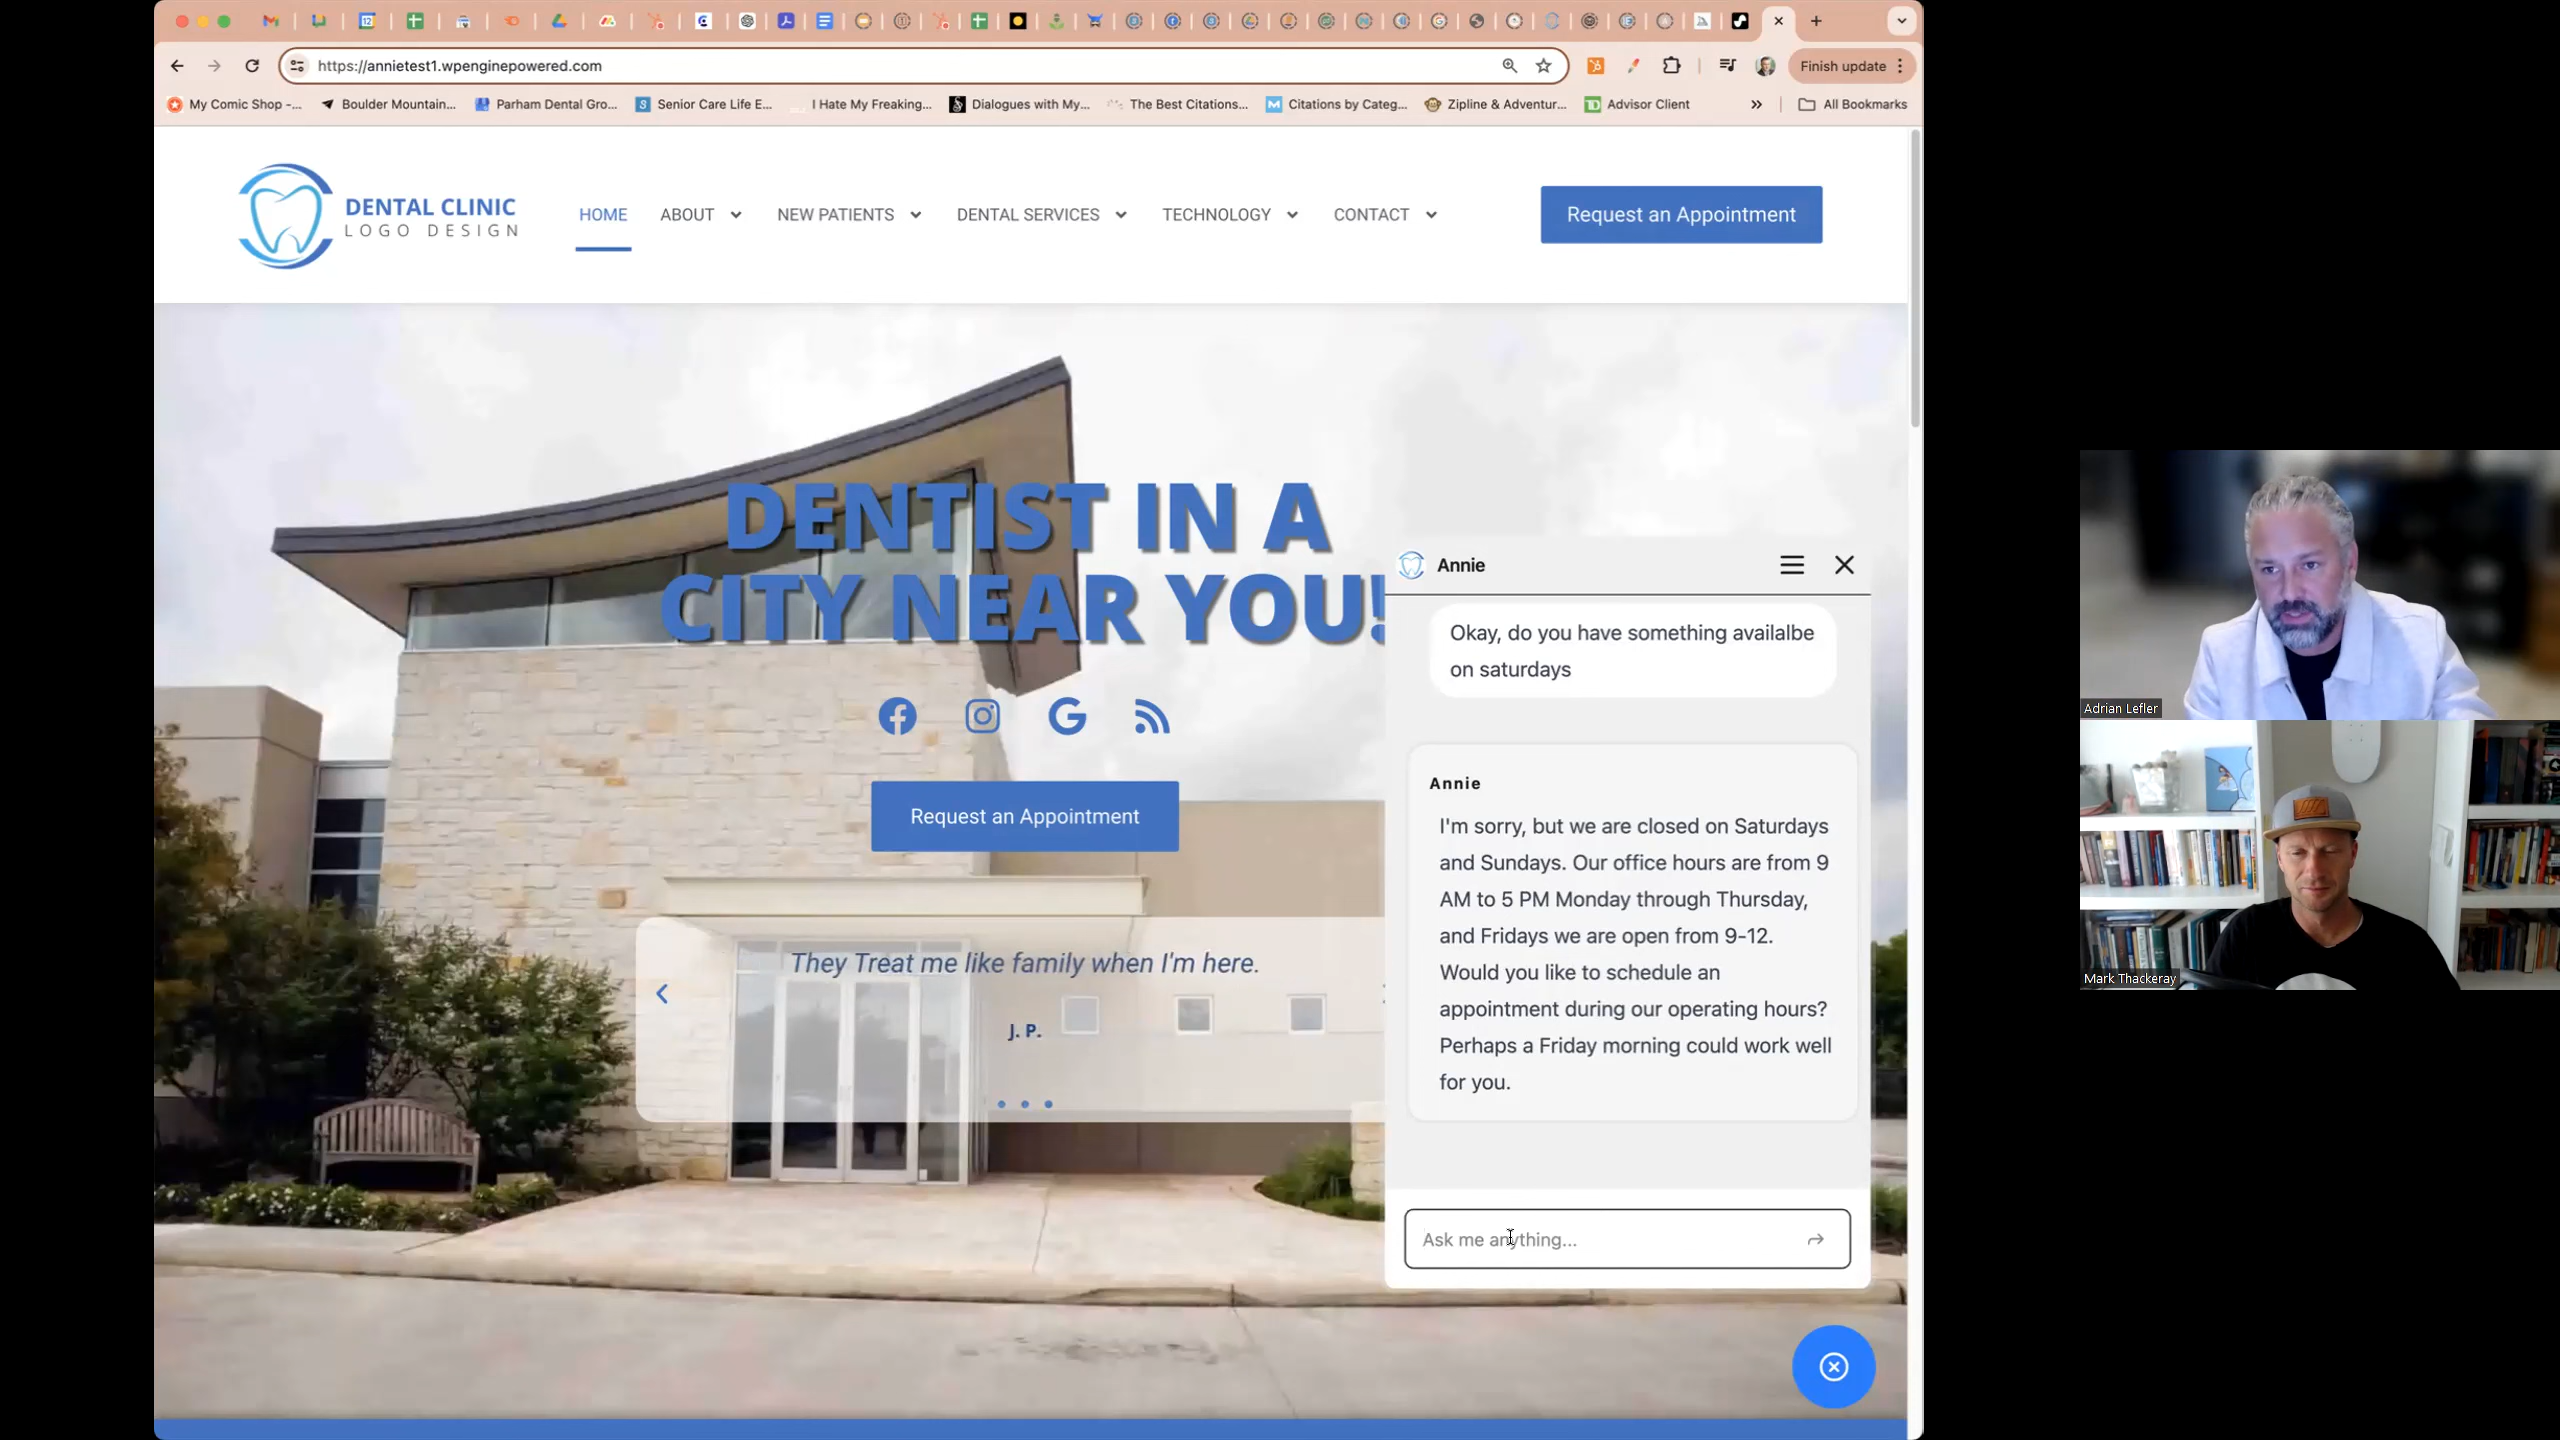 https://annietest1.wpenginepowered.com
Finish update
My Comic Shop -...
Boulder Mountain...
Parham Dental Gro...
Senior Care Life E...
I Hate My Freaking...
Dialogues with My...
The Best Citations...
Citations by Categ...
Zipline & Adventur...
Advisor Client
All Bookmarks
DENTAL CLINIC
LOGO DESIGN
HOME
ABOUT
NEW PATIENTS
DENTAL SERVICES
TECHNOLOGY
CONTACT
Request an Appointment
DENTIST IN A
CITY NEAR YOU!
Request an Appointment
They Treat me like family when I'm here.
J. P.
Annie
Okay, do you have something availalbe
on saturdays
Annie
I'm sorry, but we are closed on Saturdays
and Sundays. Our office hours are from 9
AM to 5 PM Monday through Thursday,
and Fridays we are open from 9-12.
Would you like to schedule an
appointment during our operating hours?
Perhaps a Friday morning could work well
for you.
Ask me anything...
Adrian Lefler
Mark Thackeray